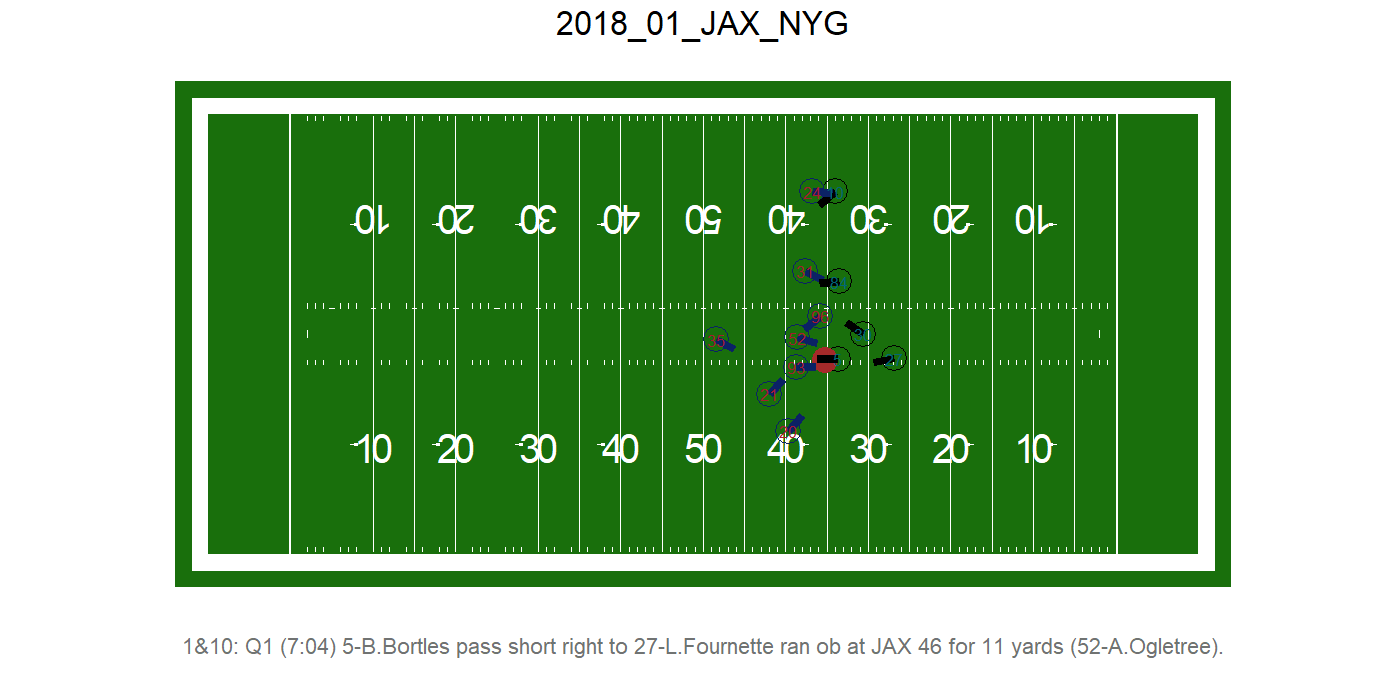 2018_01_JAX_NYG
24
10 20 30 40 50 40 30 20 10
10 20 30 40 50 40 30 20 10
1&10: Q1 (7:04) 5-B.Bortles pass short right to 27-L.Fournette ran ob at JAX 46 for 11 yards (52-A.Ogletree).